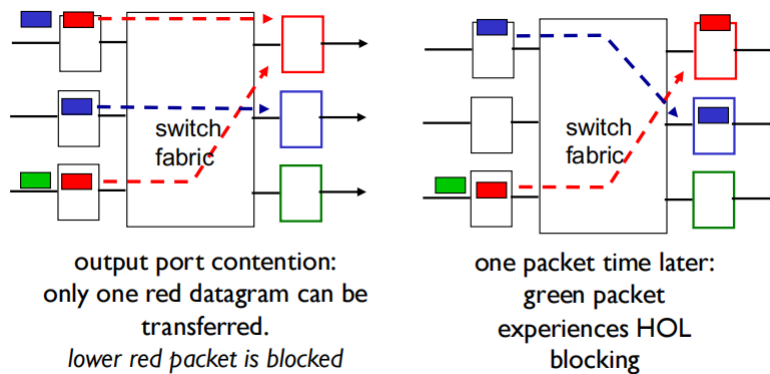 switch
fabric
switch
fabric
output port contention:
only one red datagram can be
transferred.
lower red packet is blocked
one packet time later:
green packet
experiences HOL
blocking